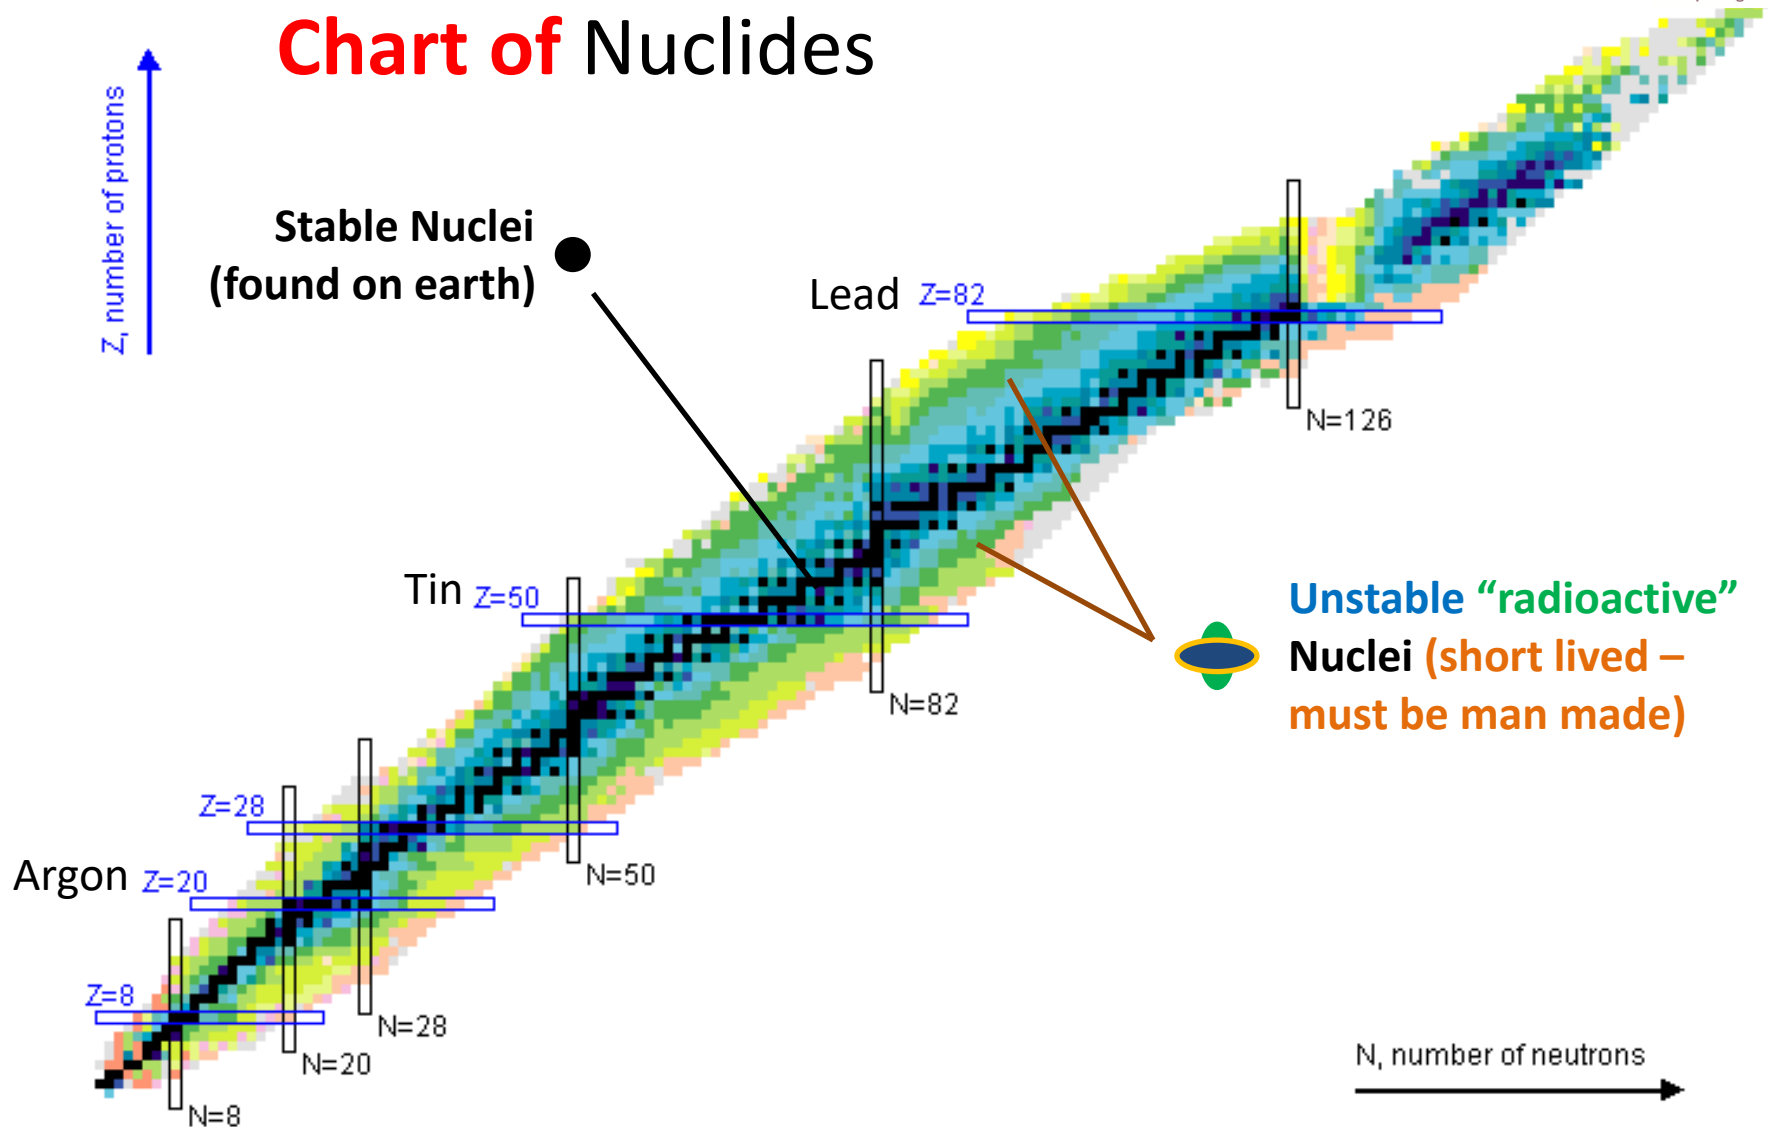 Chart of Nuclides
Z, number of protons
Stable Nuclei
(found on earth)
Lead Z=82
N=126
Tin Z=50
N=82
Unstable “radioactive”
Nuclei (short lived –
must be man made)
Z=28
N=50
Argon Z=20
N=28
Z=8
N=20
N=8
N, number of neutrons